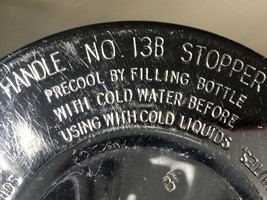 HANDLE. NO. 13B STOPPER
PRECOOL BY FILLING BOTTLE
WITH COLD WATER BEFORE
USING WITH COLD LIQUIDS